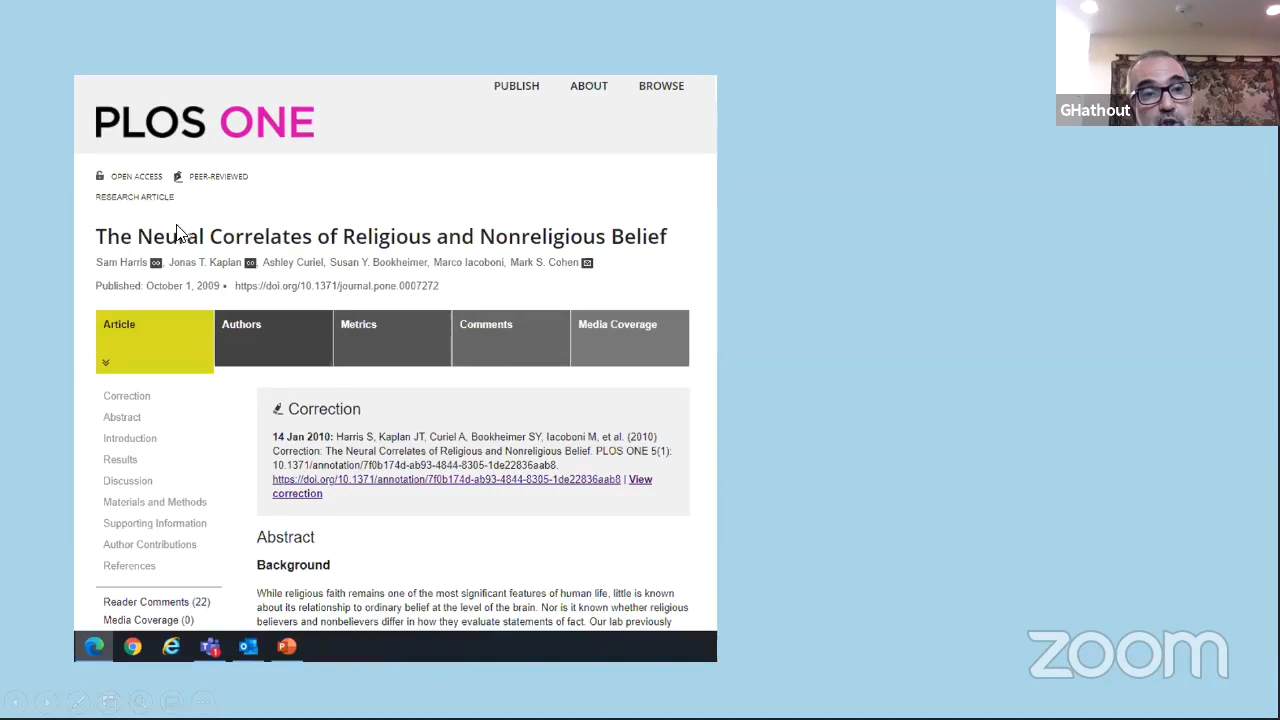 PUBLISH ABOUT BROWSE
PLOS ONE
OPEN ACCESS PEER-REVIEWED
RESEARCH ARTICLE
The Neural Correlates of Religious and Nonreligious Belief
Sam Harris, Jonas T. Kaplan, Ashley Curiel, Susan Y. Bookheimer, Marco Iacoboni, Mark S. Cohen
Published: October 1, 2009 • https://doi.org/10.1371/journal.pone.0007272
Article Authors Metrics Comments Media Coverage
Correction
Abstract
Introduction
Results
Discussion
Materials and Methods
Supporting Information
Author Contributions
References
Reader Comments (22)
Media Coverage (0)
Correction
14 Jan 2010: Harris S, Kaplan JT, Curiel A, Bookheimer SY, Iacoboni M, et al. (2010)
Correction: The Neural Correlates of Religious and Nonreligious Belief. PLOS ONE 5(1):
10.1371/annotation/7f0b174d-ab93-4844-8305-1de22836aab8.
https://doi.org/10.1371/annotation/7f0b174d-ab93-4844-8305-1de22836aab8 | View
correction
Abstract
Background
While religious faith remains one of the most significant features of human life, little is known
about its relationship to ordinary belief at the level of the brain. Nor is it known whether religious
believers and nonbelievers differ in how they evaluate statements of fact. Our lab previously
GHathout
zoom